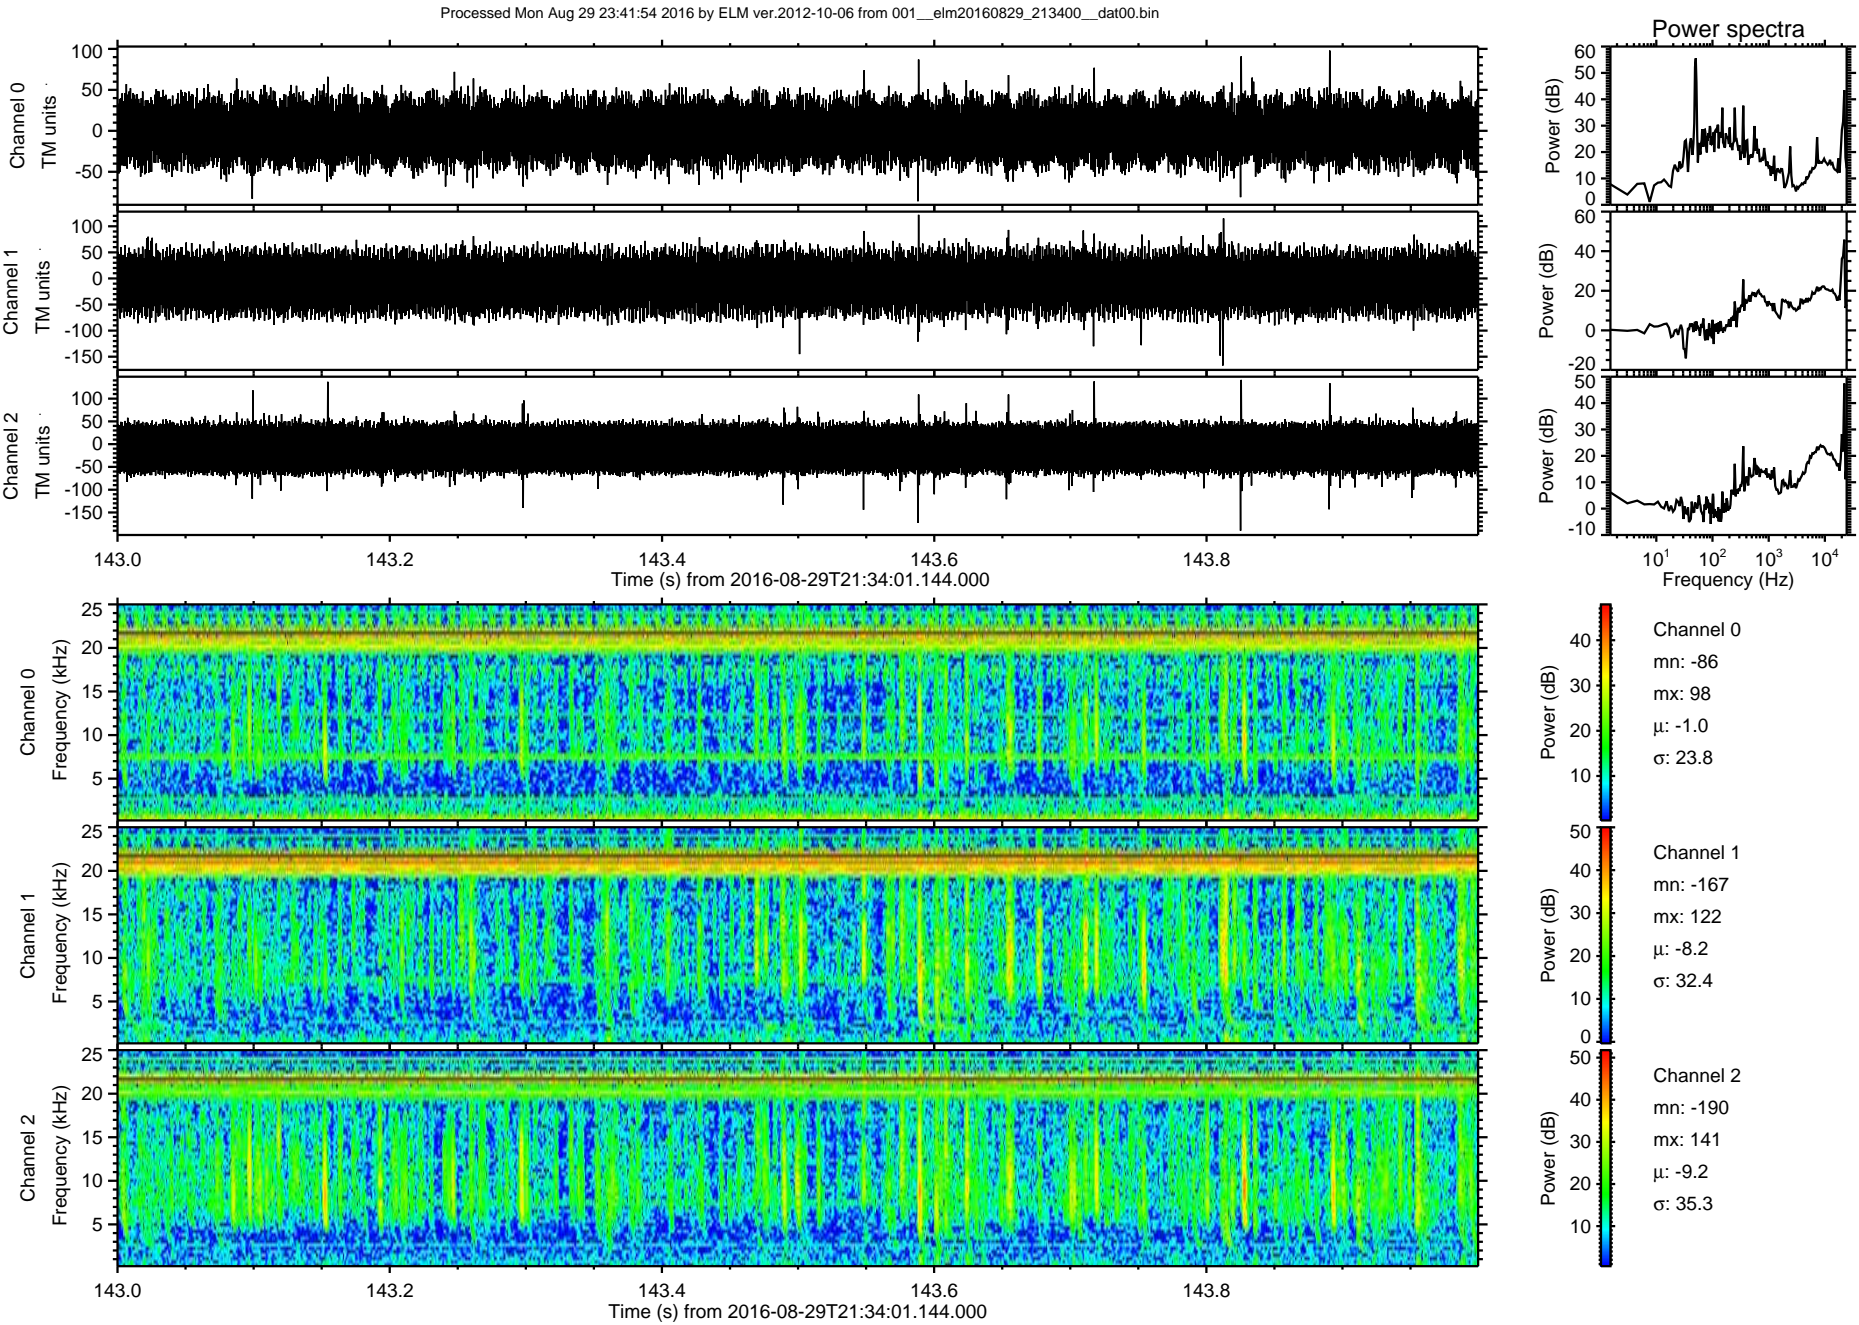 Processed Mon Aug 29 23:41:54 2016 by ELM ver.2012-10-06 from 001__elm20160829_213400__dat00.bin
Power spectra
Channel 0
TM units
100
50
0
-50
Power (dB)
60
50
40
30
20
10
0
Channel 1
TM units
100
50
0
-50
-100
-150
Power (dB)
60
40
20
0
-20
Channel 2
TM units
100
50
0
-50
-100
-150
Power (dB)
50
40
30
20
10
0
-10
143.0 143.2 143.4 143.6 143.8
Time (s) from 2016-08-29T21:34:01.144.000
10^1 10^2 10^3 10^4
Frequency (Hz)
Channel 0
Frequency (kHz)
25
20
15
10
5
Power (dB)
40
30
20
10
Channel 0
mn: -86
mx: 98
μ: -1.0
σ: 23.8
Channel 1
Frequency (kHz)
25
20
15
10
5
Power (dB)
50
40
30
20
10
0
Channel 1
mn: -167
mx: 122
μ: -8.2
σ: 32.4
Channel 2
Frequency (kHz)
25
20
15
10
5
Power (dB)
50
40
30
20
10
Channel 2
mn: -190
mx: 141
μ: -9.2
σ: 35.3
143.0 143.2 143.4 143.6 143.8
Time (s) from 2016-08-29T21:34:01.144.000